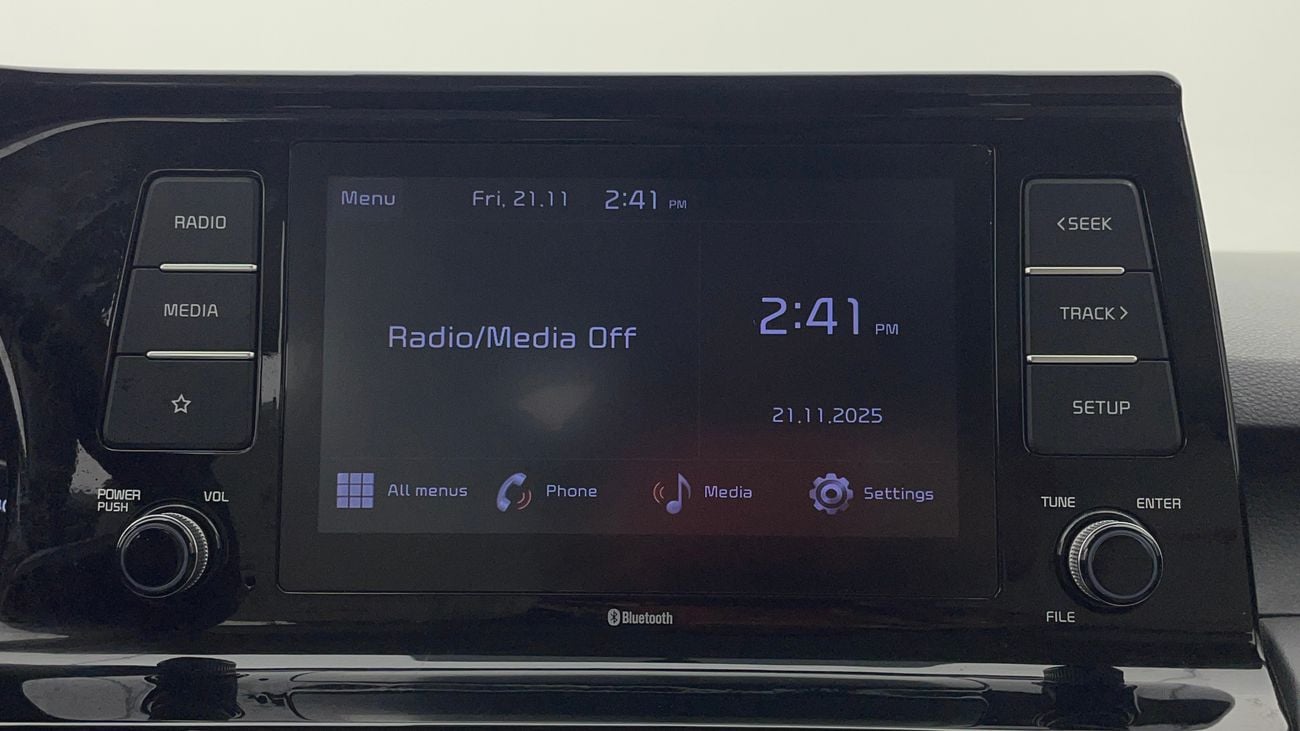 Menu Fri, 21.11 2:41 PM
RADIO
MEDIA
Radio/Media Off
2:41 PM
21.11.2025
All menus Phone Media Settings
<SEEK
TRACK>
SETUP
POWER
PUSH
VOL
TUNE
ENTER
FILE
Bluetooth